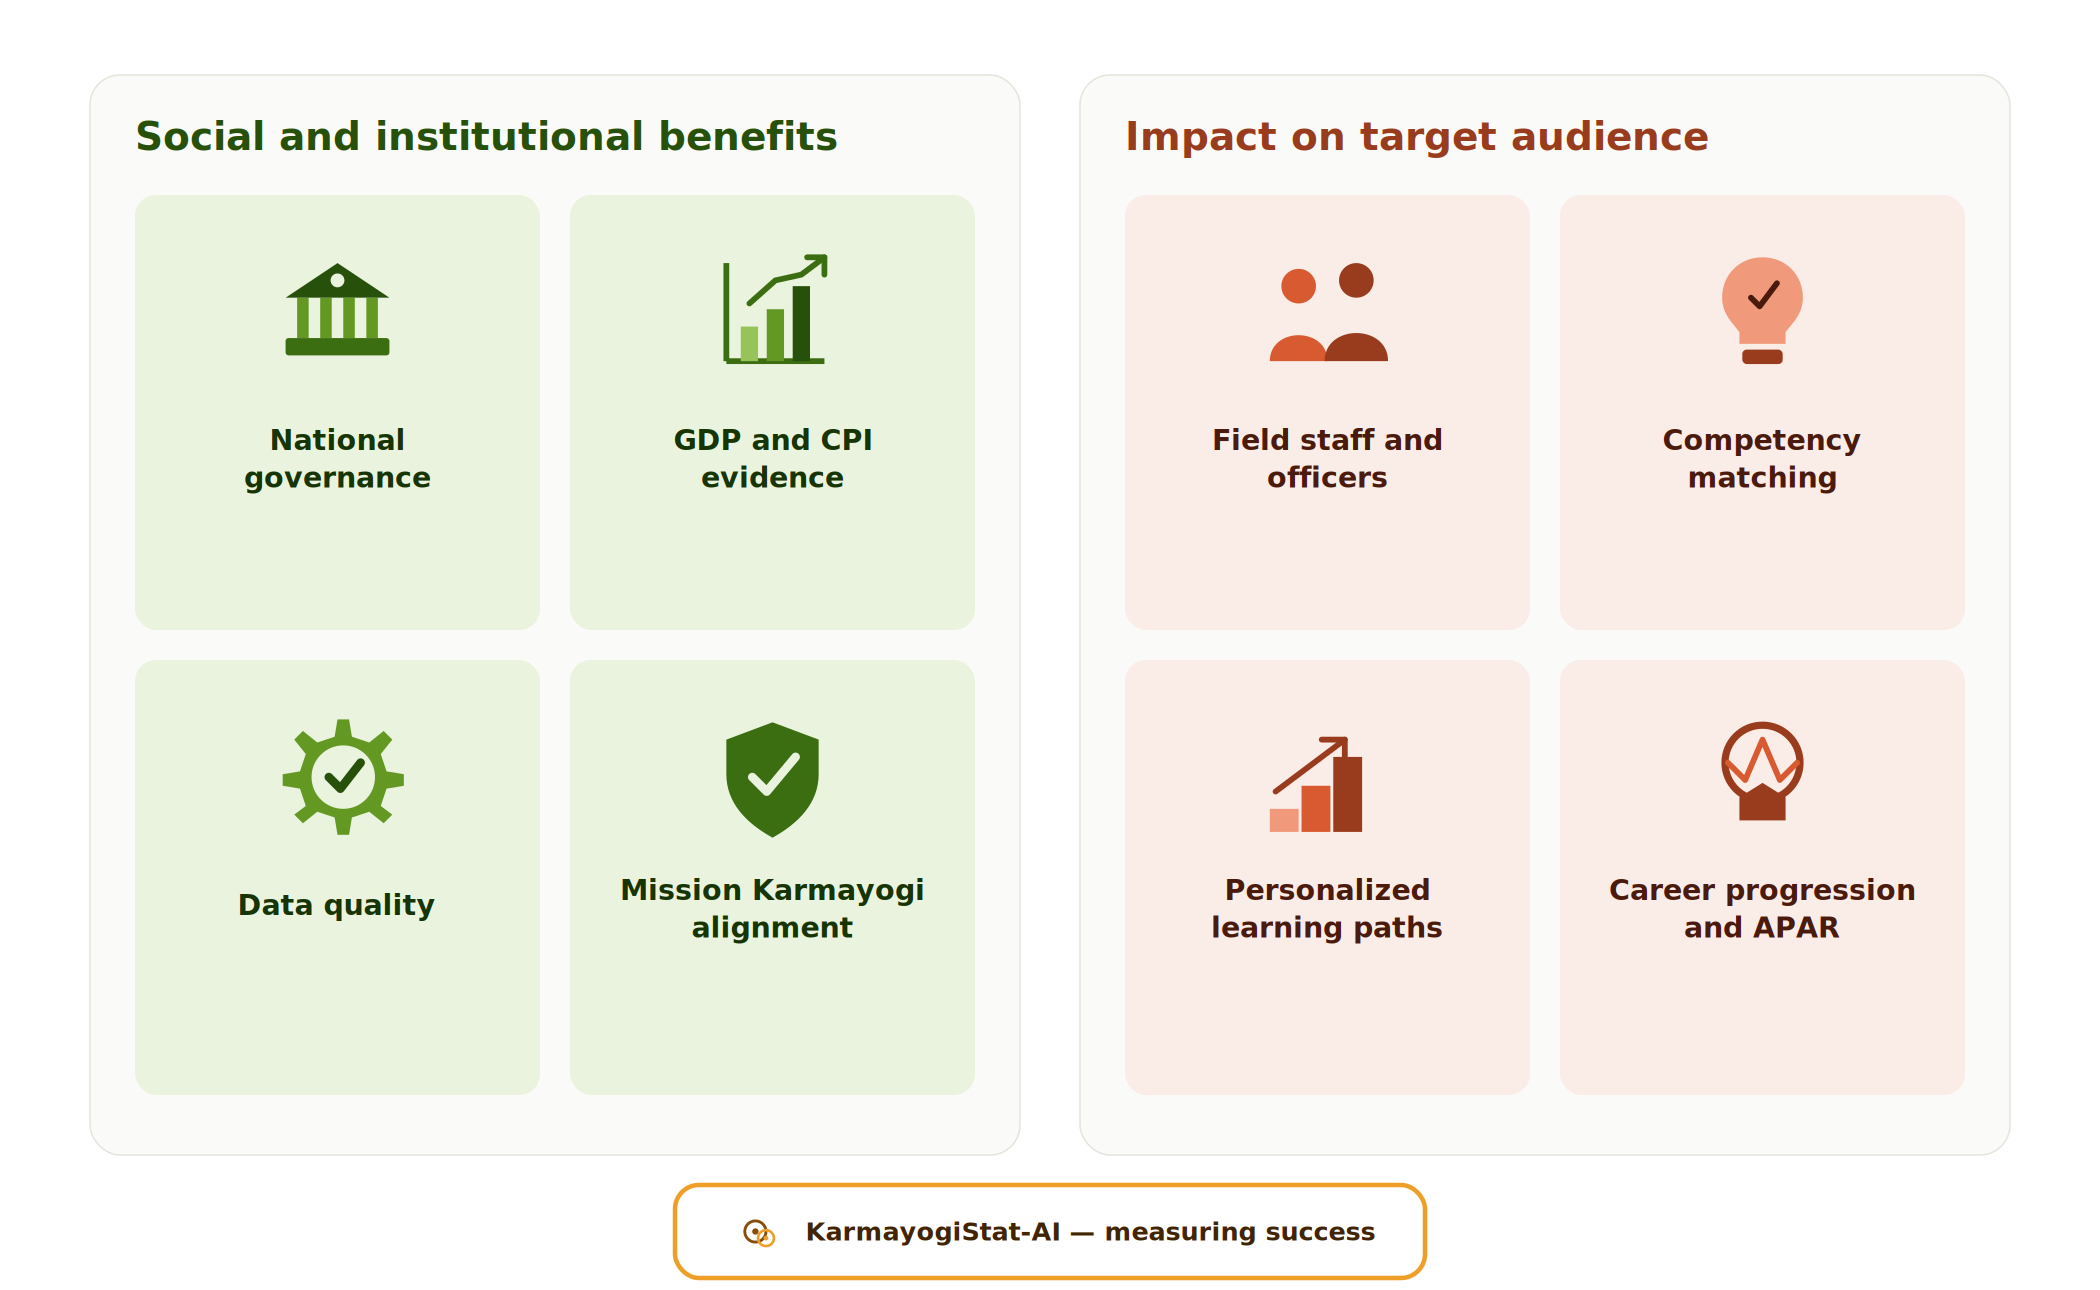 Social and institutional benefits
National
governance
GDP and CPI
evidence
Data quality
Mission Karmayogi
alignment
Impact on target audience
Field staff and
officers
Competency
matching
Personalized
learning paths
Career progression
and APAR
KarmayogiStat-AI — measuring success